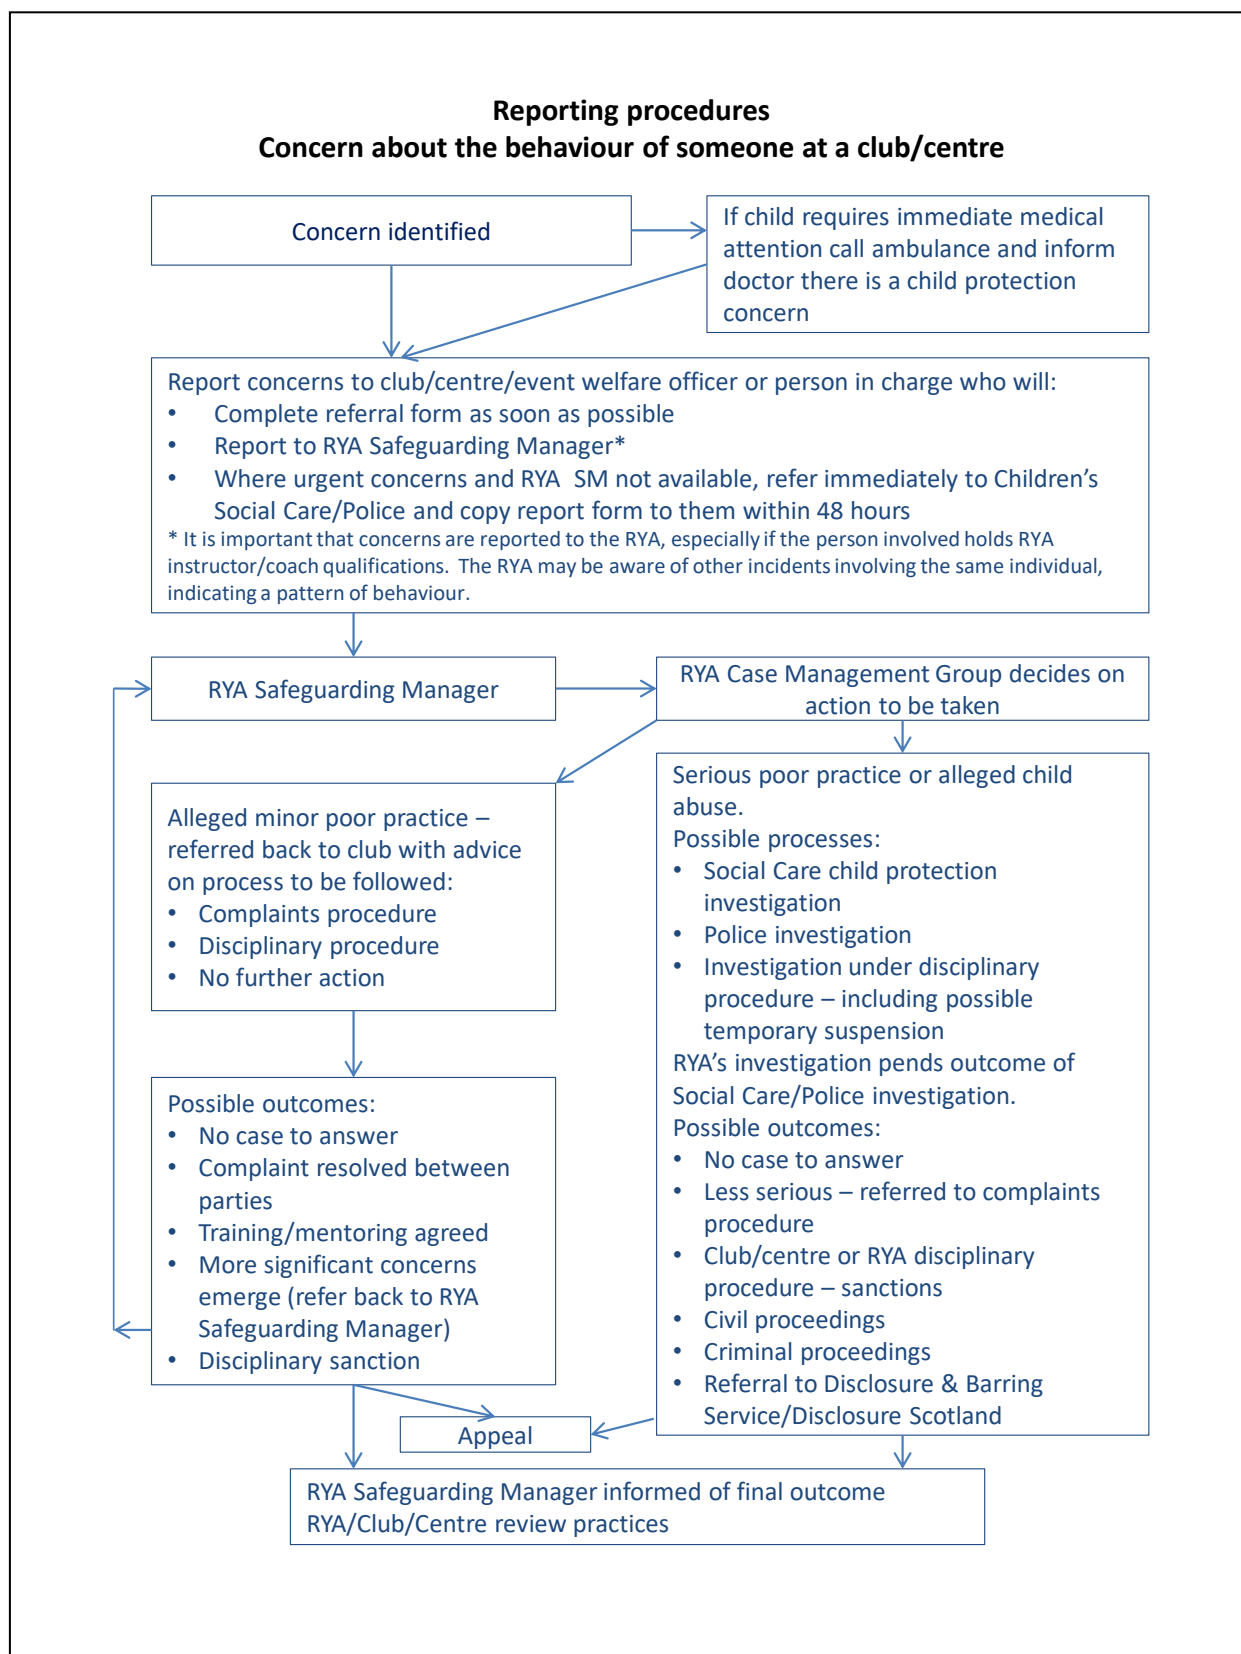 Reporting procedures
Concern about the behaviour of someone at a club/centre
Concern identified
If child requires immediate medical
attention call ambulance and inform
doctor there is a child protection
concern
Report concerns to club/centre/event welfare officer or person in charge who will:
• Complete referral form as soon as possible
• Report to RYA Safeguarding Manager*
• Where urgent concerns and RYA SM not available, refer immediately to Children’s
Social Care/Police and copy report form to them within 48 hours
* It is important that concerns are reported to the RYA, especially if the person involved holds RYA
instructor/coach qualifications. The RYA may be aware of other incidents involving the same individual,
indicating a pattern of behaviour.
RYA Safeguarding Manager
RYA Case Management Group decides on
action to be taken
Alleged minor poor practice –
referred back to club with advice
on process to be followed:
• Complaints procedure
• Disciplinary procedure
• No further action
Serious poor practice or alleged child
abuse.
Possible processes:
• Social Care child protection
investigation
• Police investigation
• Investigation under disciplinary
procedure – including possible
temporary suspension
RYA’s investigation pends outcome of
Social Care/Police investigation.
Possible outcomes:
• No case to answer
• Less serious – referred to complaints
procedure
• Club/centre or RYA disciplinary
procedure – sanctions
• Civil proceedings
• Criminal proceedings
• Referral to Disclosure & Barring
Service/Disclosure Scotland
Possible outcomes:
• No case to answer
• Complaint resolved between
parties
• Training/mentoring agreed
• More significant concerns
emerge (refer back to RYA
Safeguarding Manager)
• Disciplinary sanction
Appeal
RYA Safeguarding Manager informed of final outcome
RYA/Club/Centre review practices